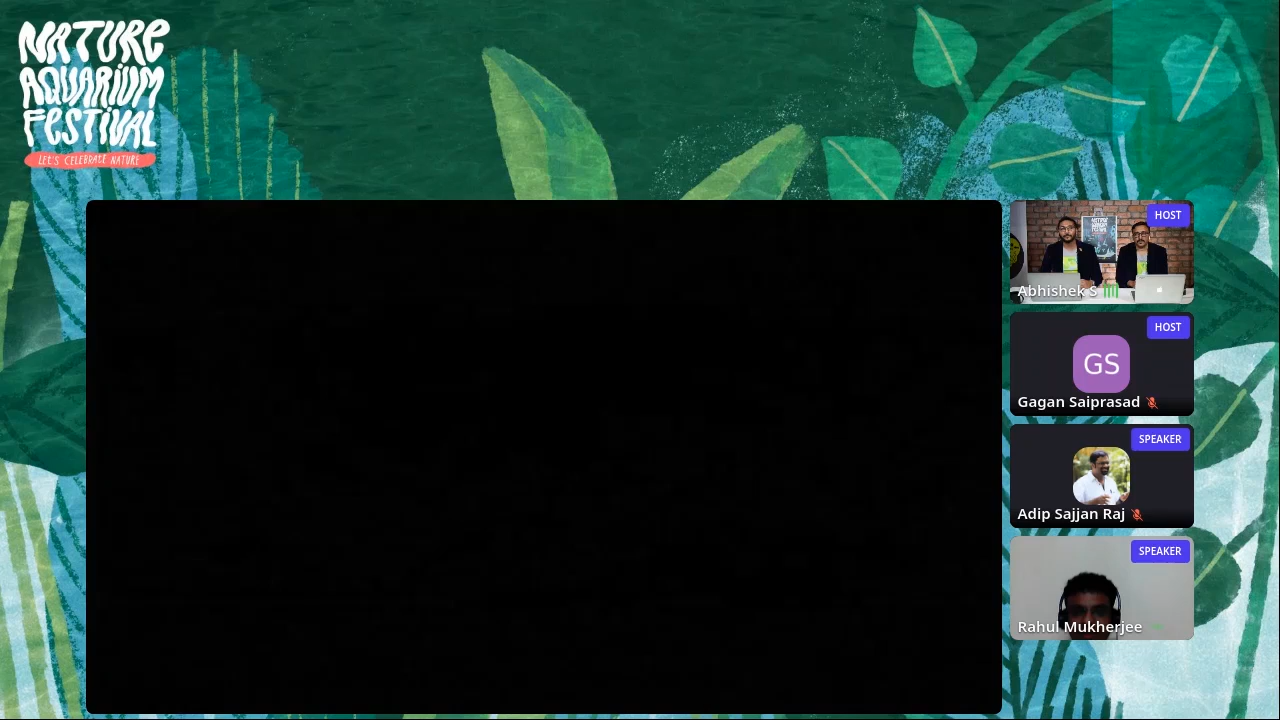 NATURE
AQUARIUM
FESTIVAL
LET'S CELEBRATE NATURE
HOST
Abhishek S
HOST
GS
Gagan Saiprasad
SPEAKER
Adip Sajjan Raj
SPEAKER
Rahul Mukherjee